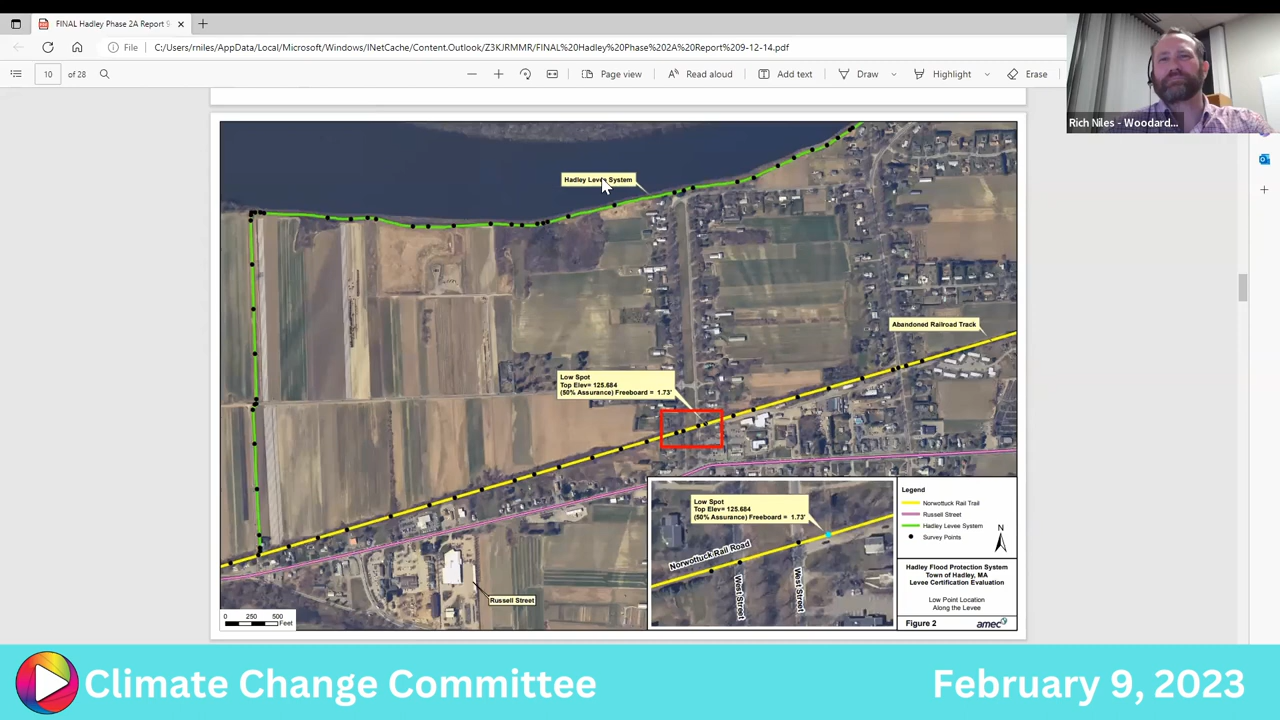 FINAL Hadley Phase 2A Report 9
File
C:/Users/rniles/AppData/Local/Microsoft/Windows/INetCache/Content.Outlook/Z3KJRMMR/FINAL%20Hadley%20Phase%202A%20Report%209-12-14.pdf
10 of 28
Page view
Read aloud
Add text
Draw
Highlight
Erase
Rich Niles - Woodard...
Hadley Levee System
Abandoned Railroad Track
Low Spot
Top Elev= 125.684
(50% Assurance) Freeboard = 1.73'
Russell Street
0 250 500
Feet
Low Spot
Top Elev= 125.684
(50% Assurance) Freeboard = 1.73'
Norwottuck Rail Road
West Street
West Street
Legend
Norwottuck Rail Trail
Russell Street
Hadley Levee System
Survey Points
N
Hadley Flood Protection System
Town of Hadley, MA
Levee Certification Evaluation
Low Point Location
Along the Levee
Figure 2
amec
Climate Change Committee
February 9, 2023